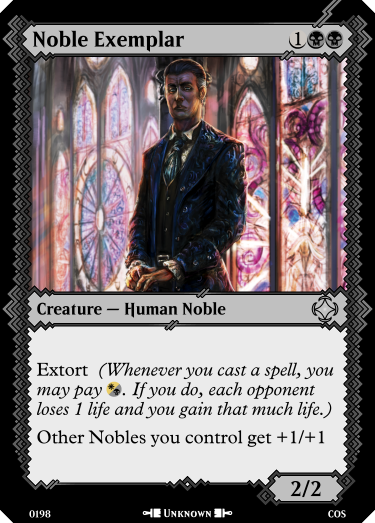 Noble Exemplar 1
Creature — Human Noble
Extort (Whenever you cast a spell, you
may pay . If you do, each opponent
loses 1 life and you gain that much life.)
Other Nobles you control get +1/+1
2/2
0198 Unknown COS